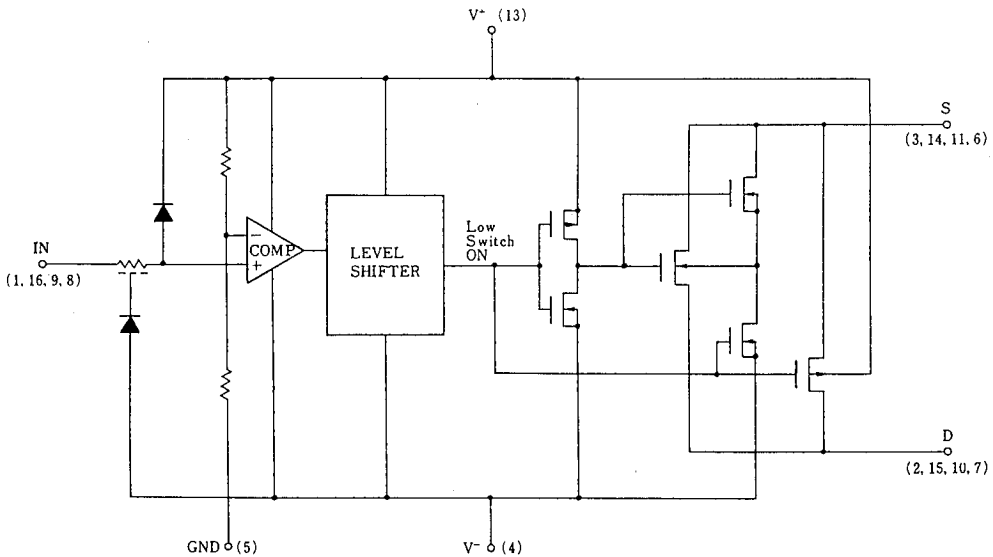 V+ (13)
S
(3, 14, 11, 6)
IN
(1, 16, 9, 8)
−
COMP
+
LEVEL
SHIFTER
Low
Switch
ON
D
(2, 15, 10, 7)
GND (5)
V− (4)